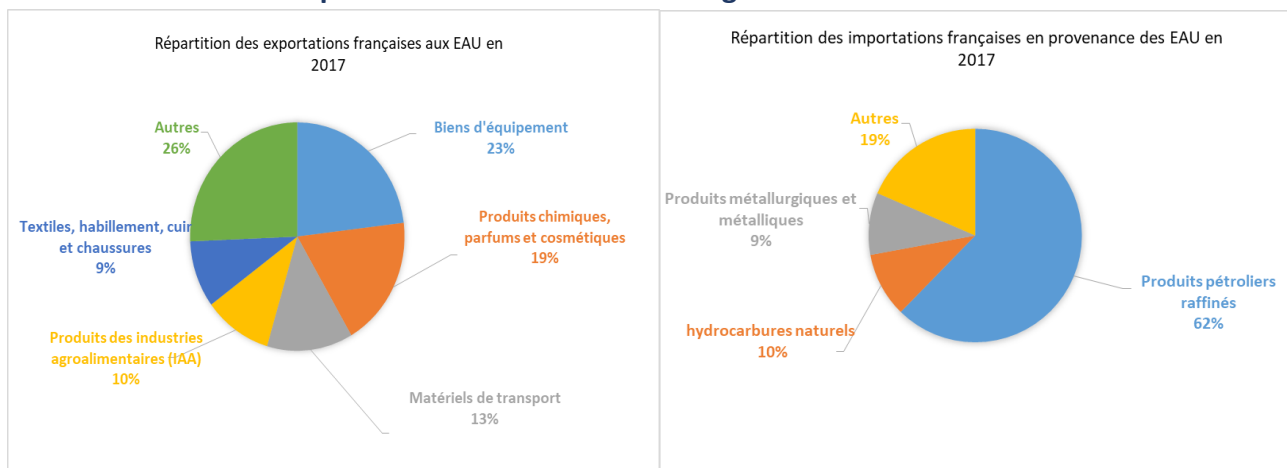 Répartition des exportations françaises aux EAU en
2017
Autres
26%
Biens d'équipement
23%
Textiles, habillement, cuir
et chaussures
9%
Produits chimiques,
parfums et cosmétiques
19%
Produits des industries
agroalimentaires (IAA)
10%
Matériels de transport
13%
Répartition des importations françaises en provenance des EAU en
2017
Autres
19%
Produits métallurgiques et
métalliques
9%
hydrocarbures naturels
10%
Produits pétroliers
raffinés
62%